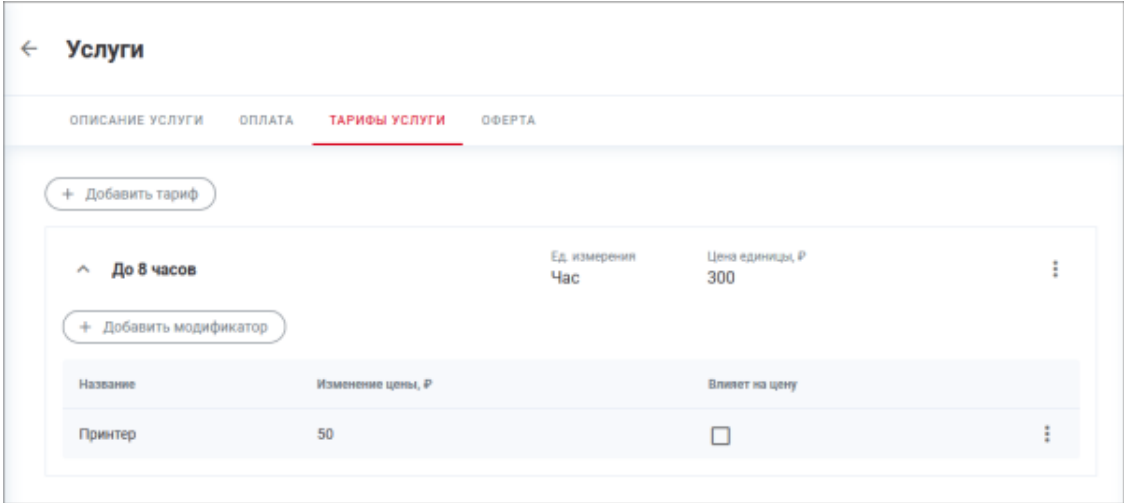 Услуги
ОПИСАНИЕ УСЛУГИ ОПЛАТА ТАРИФЫ УСЛУГИ ОФЕРТА
+ Добавить тариф
Ед. измерения Цена единицы, ₽
До 8 часов Час 300
+ Добавить модификатор
Название Изменение цены, ₽ Влияет на цену
Принтер 50